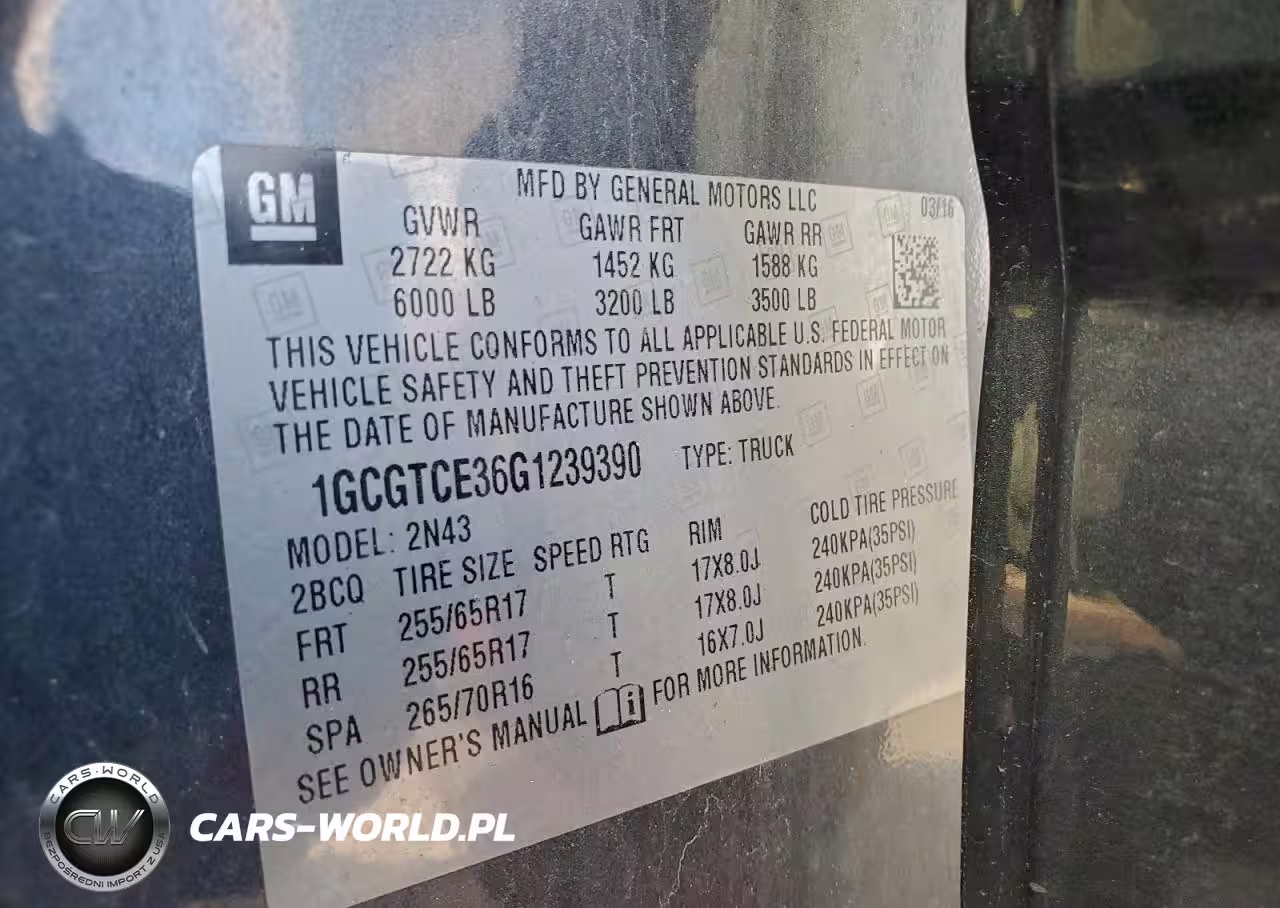 GM
MFD BY GENERAL MOTORS LLC
03/16
GVWR GAWR FRT GAWR RR
2722 KG 1452 KG 1588 KG
6000 LB 3200 LB 3500 LB
THIS VEHICLE CONFORMS TO ALL APPLICABLE U.S. FEDERAL MOTOR
VEHICLE SAFETY AND THEFT PREVENTION STANDARDS IN EFFECT ON
THE DATE OF MANUFACTURE SHOWN ABOVE.
1GCGTCE36G1239390 TYPE: TRUCK
MODEL: 2N43
2BCQ TIRE SIZE SPEED RTG RIM COLD TIRE PRESSURE
FRT 255/65R17 T 17X8.0J 240KPA(35PSI)
RR 255/65R17 T 17X8.0J 240KPA(35PSI)
SPA 265/70R16 T 16X7.0J 240KPA(35PSI)
SEE OWNER'S MANUAL FOR MORE INFORMATION.
CARS-WORLD
CW
BEZPOŚREDNI IMPORT Z USA
CARS-WORLD.PL